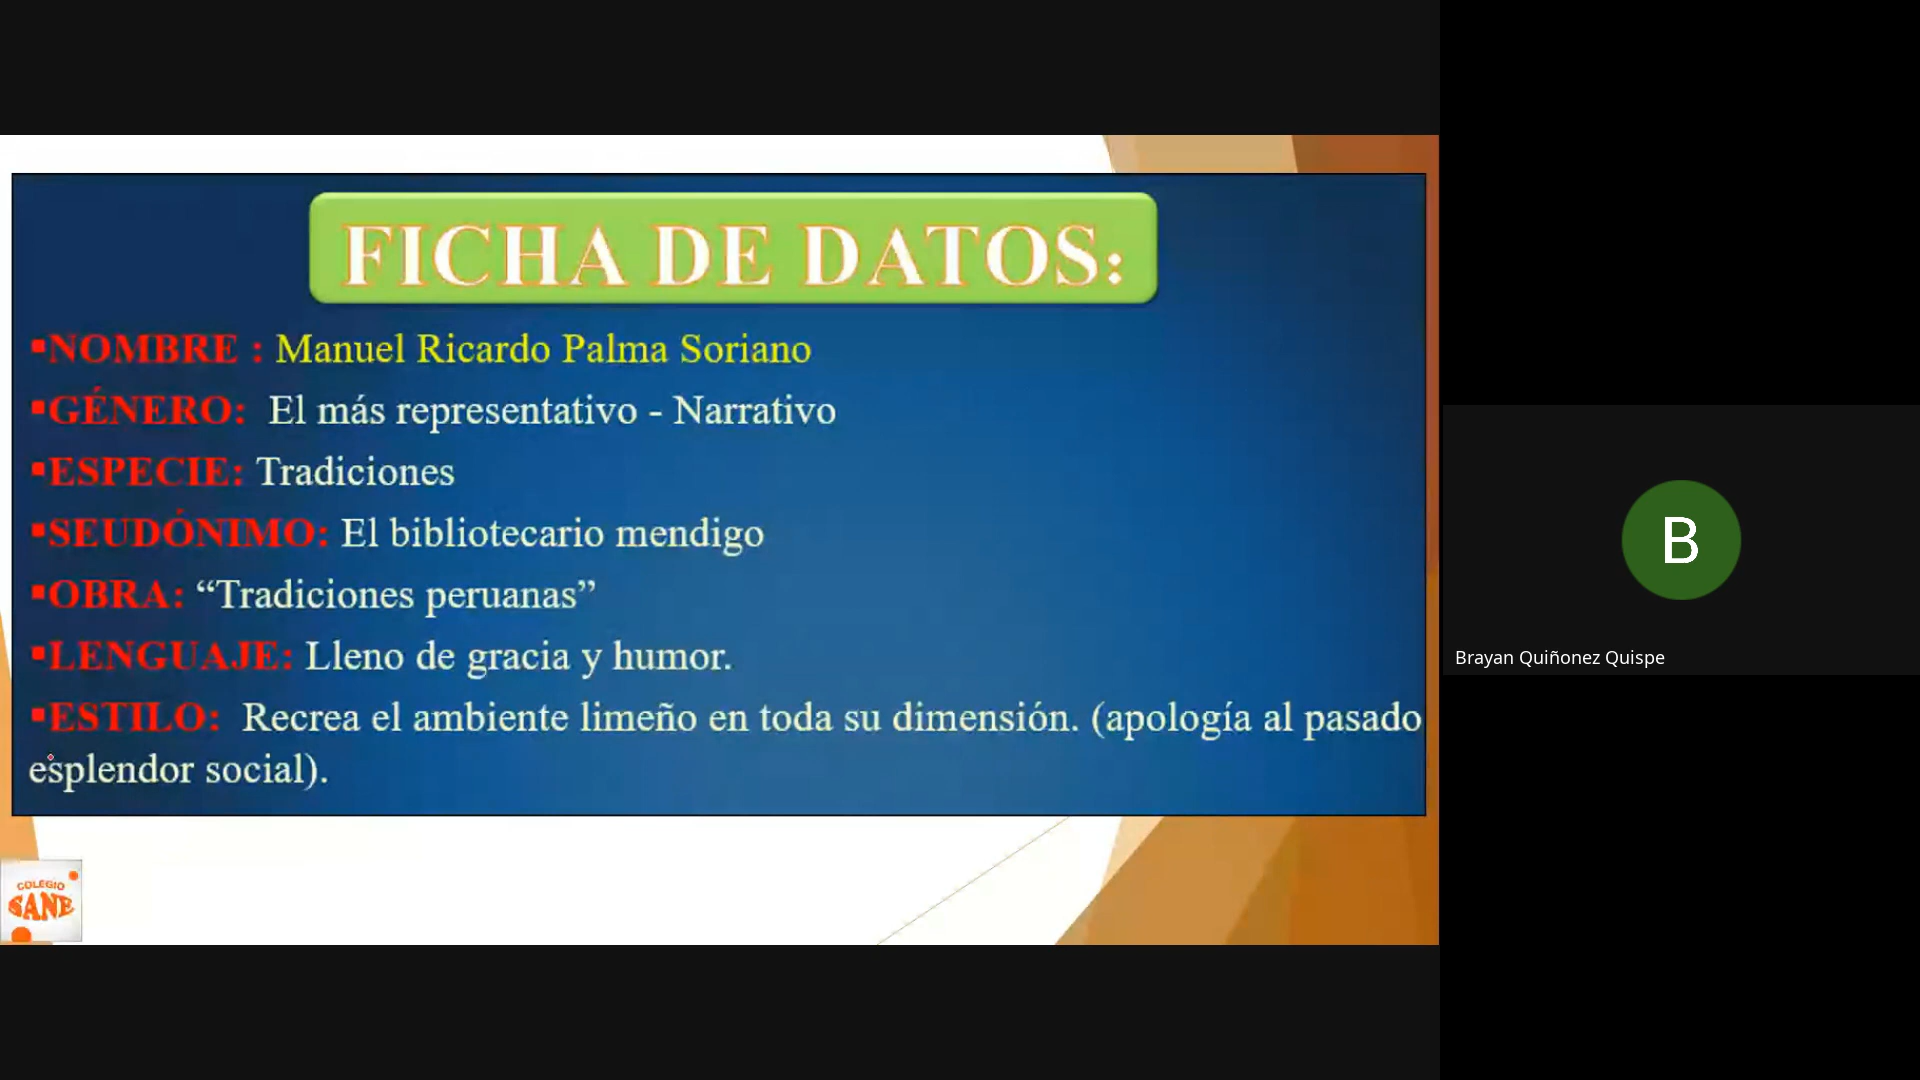 FICHA DE DATOS:
▪NOMBRE : Manuel Ricardo Palma Soriano
▪GÉNERO: El más representativo - Narrativo
▪ESPECIE: Tradiciones
▪SEUDÓNIMO: El bibliotecario mendigo
▪OBRA: “Tradiciones peruanas”
▪LENGUAJE: Lleno de gracia y humor.
▪ESTILO: Recrea el ambiente limeño en toda su dimensión. (apología al pasado
esplendor social).
COLEGIO
SANE
B
Brayan Quiñonez Quispe